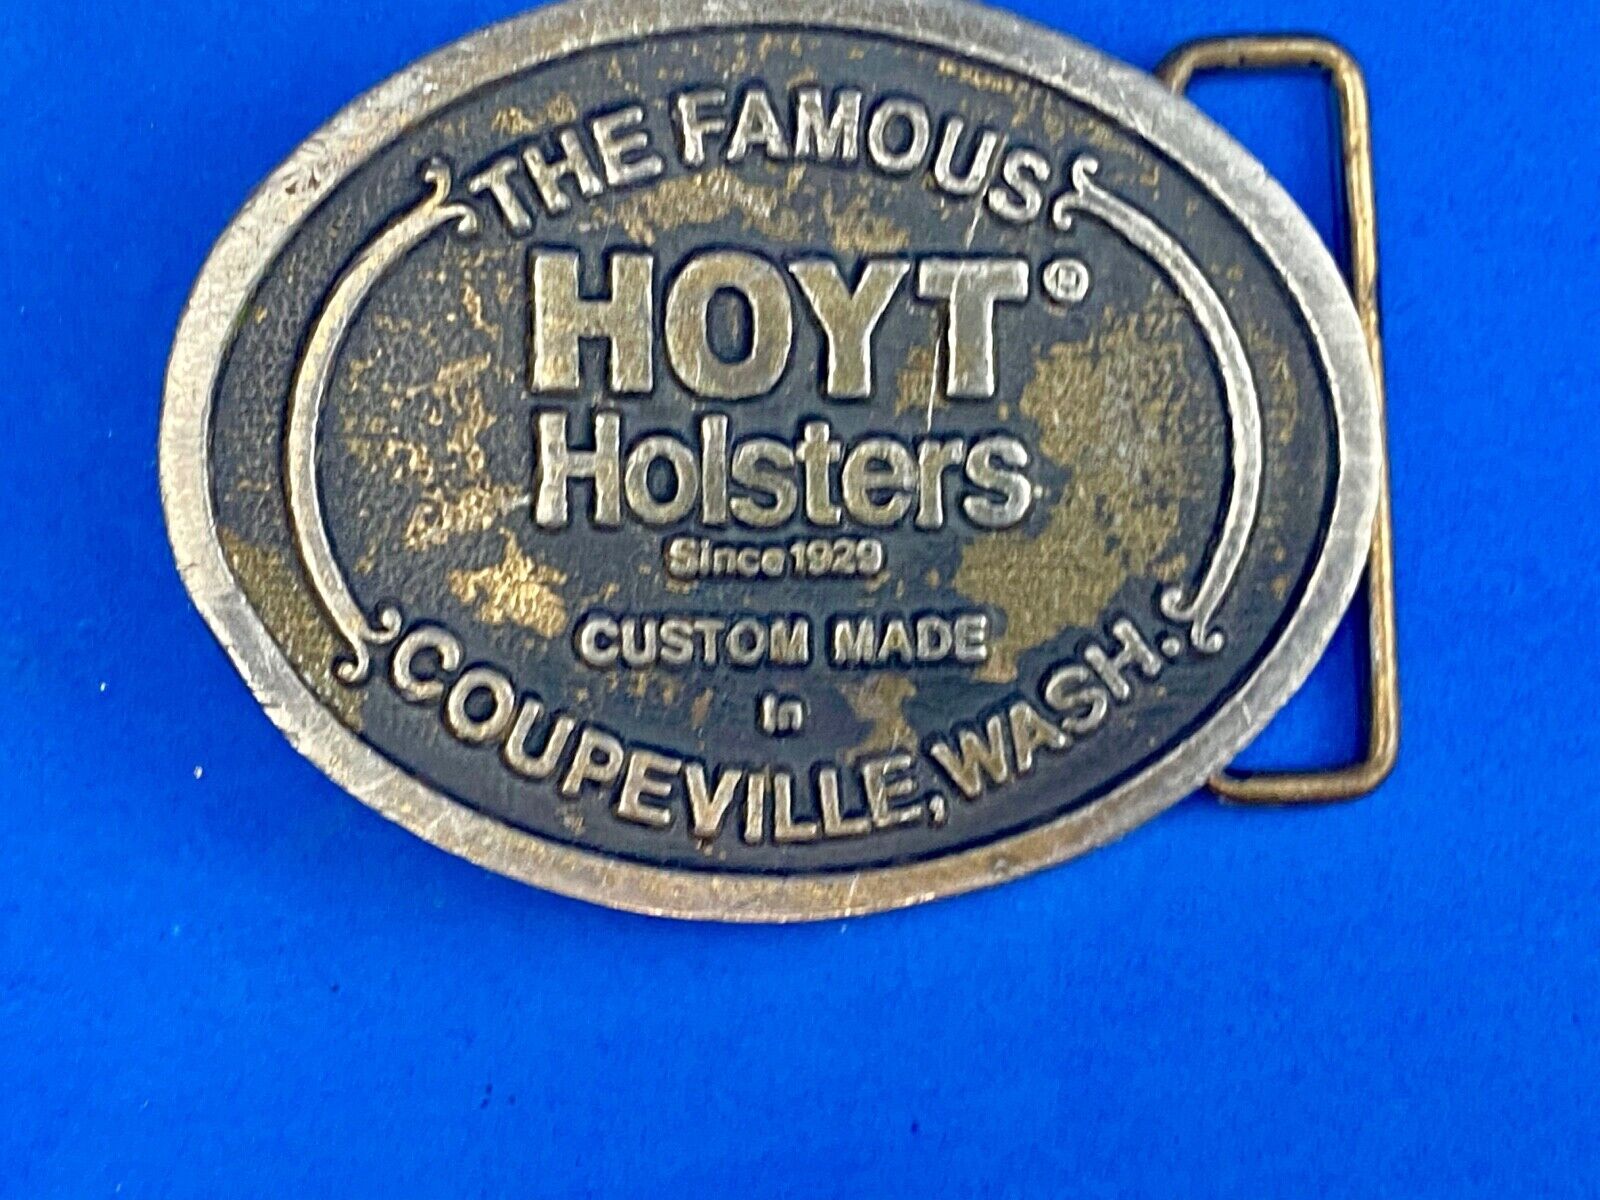 THE FAMOUS
HOYT®
Holsters
Since 1929
CUSTOM MADE
In
COUPEVILLE, WASH.